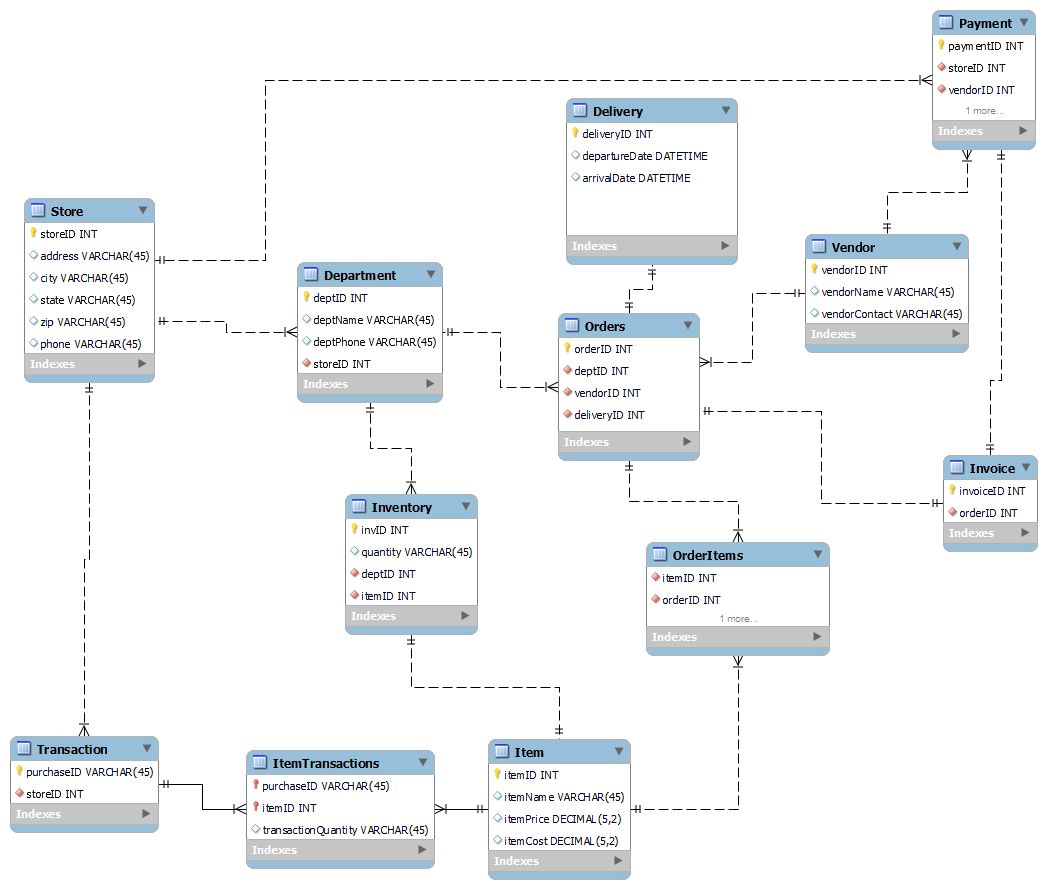 Payment
paymentID INT
storeID INT
vendorID INT
1 more...
Indexes
Delivery
deliveryID INT
departureDate DATETIME
arrivalDate DATETIME
Indexes
Store
storeID INT
address VARCHAR(45)
city VARCHAR(45)
state VARCHAR(45)
zip VARCHAR(45)
phone VARCHAR(45)
Indexes
Vendor
vendorID INT
vendorName VARCHAR(45)
vendorContact VARCHAR(45)
Indexes
Department
deptID INT
deptName VARCHAR(45)
deptPhone VARCHAR(45)
storeID INT
Indexes
Orders
orderID INT
deptID INT
vendorID INT
deliveryID INT
Indexes
Invoice
invoiceID INT
orderID INT
Indexes
Inventory
invID INT
quantity VARCHAR(45)
deptID INT
itemID INT
Indexes
OrderItems
itemID INT
orderID INT
1 more...
Indexes
Transaction
purchaseID VARCHAR(45)
storeID INT
Indexes
ItemTransactions
purchaseID VARCHAR(45)
itemID INT
transactionQuantity VARCHAR(45)
Indexes
Item
itemID INT
itemName VARCHAR(45)
itemPrice DECIMAL(5,2)
itemCost DECIMAL(5,2)
Indexes